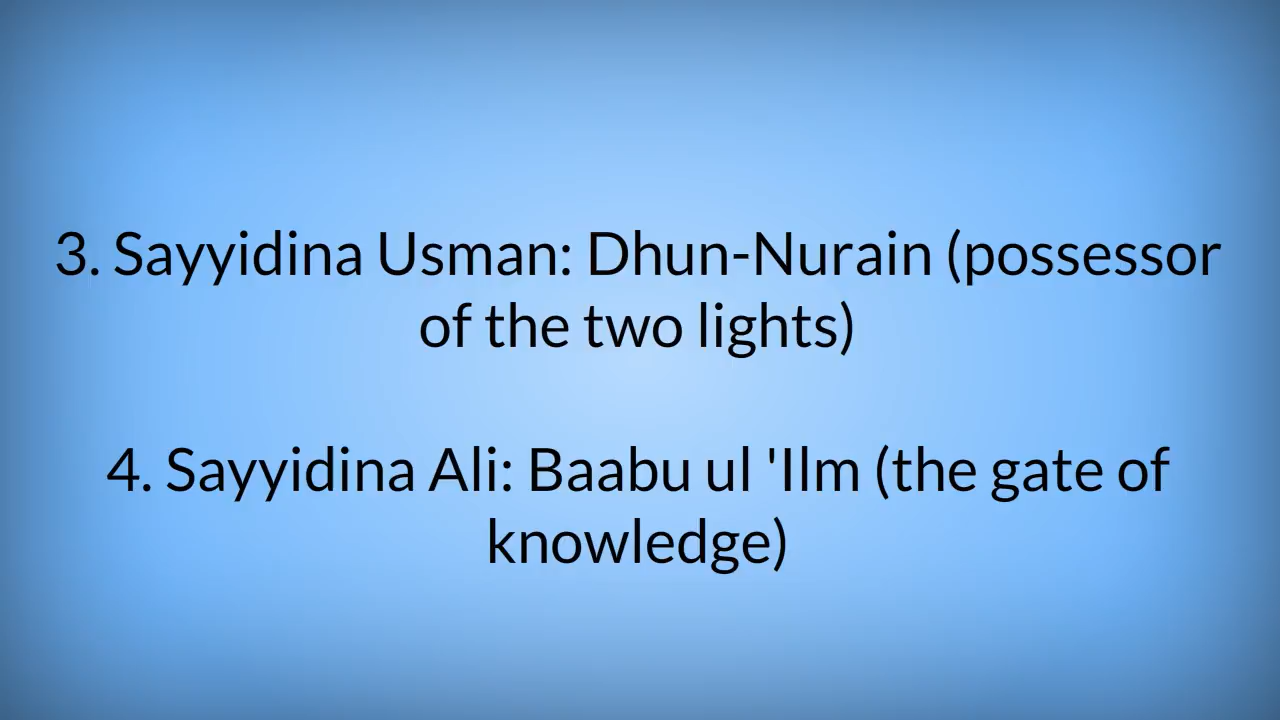 3. Sayyidina Usman: Dhun-Nurain (possessor
of the two lights)
4. Sayyidina Ali: Baabu ul 'Ilm (the gate of
knowledge)